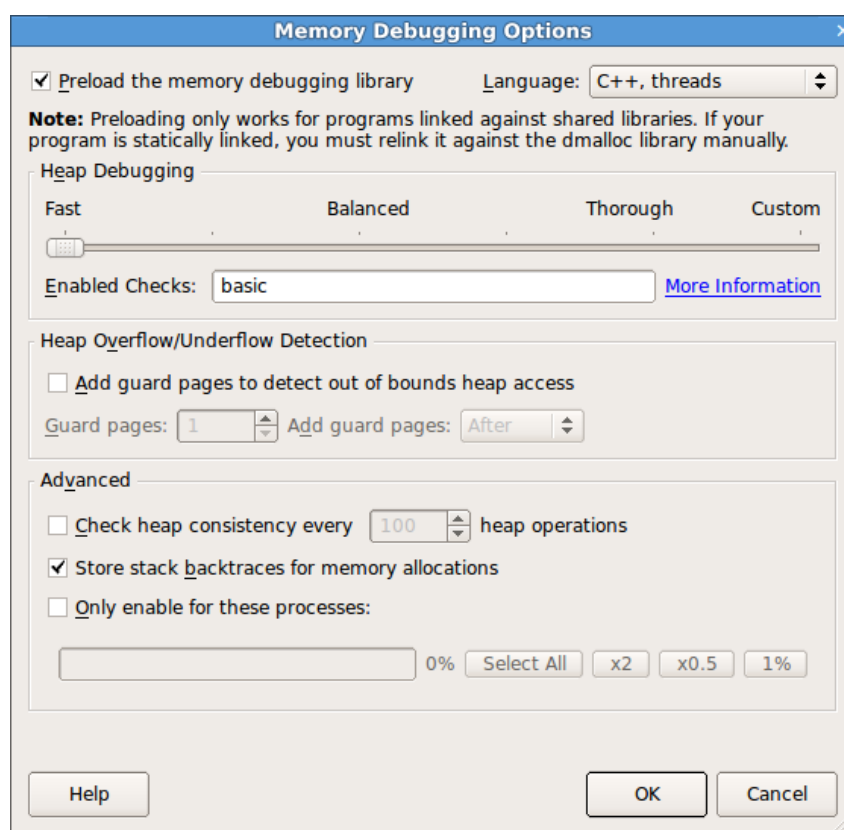 Memory Debugging Options
Preload the memory debugging library Language: C++, threads
Note: Preloading only works for programs linked against shared libraries. If your
program is statically linked, you must relink it against the dmalloc library manually.
Heap Debugging
Fast Balanced Thorough Custom
Enabled Checks: basic More Information
Heap Overflow/Underflow Detection
Add guard pages to detect out of bounds heap access
Guard pages: 1 Add guard pages: After
Advanced
Check heap consistency every 100 heap operations
Store stack backtraces for memory allocations
Only enable for these processes:
0% Select All x2 x0.5 1%
Help OK Cancel